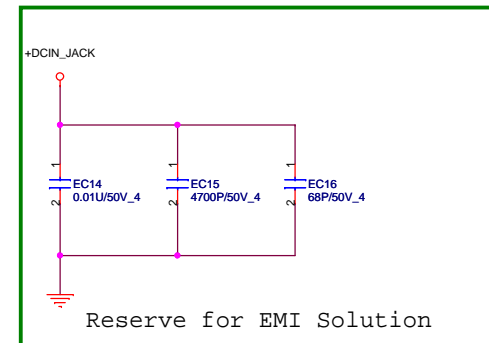 +DCIN_JACK
1 1 1
EC14 EC15 EC16
0.01U/50V_4 4700P/50V_4 68P/50V_4
2 2 2
Reserve for EMI Solution